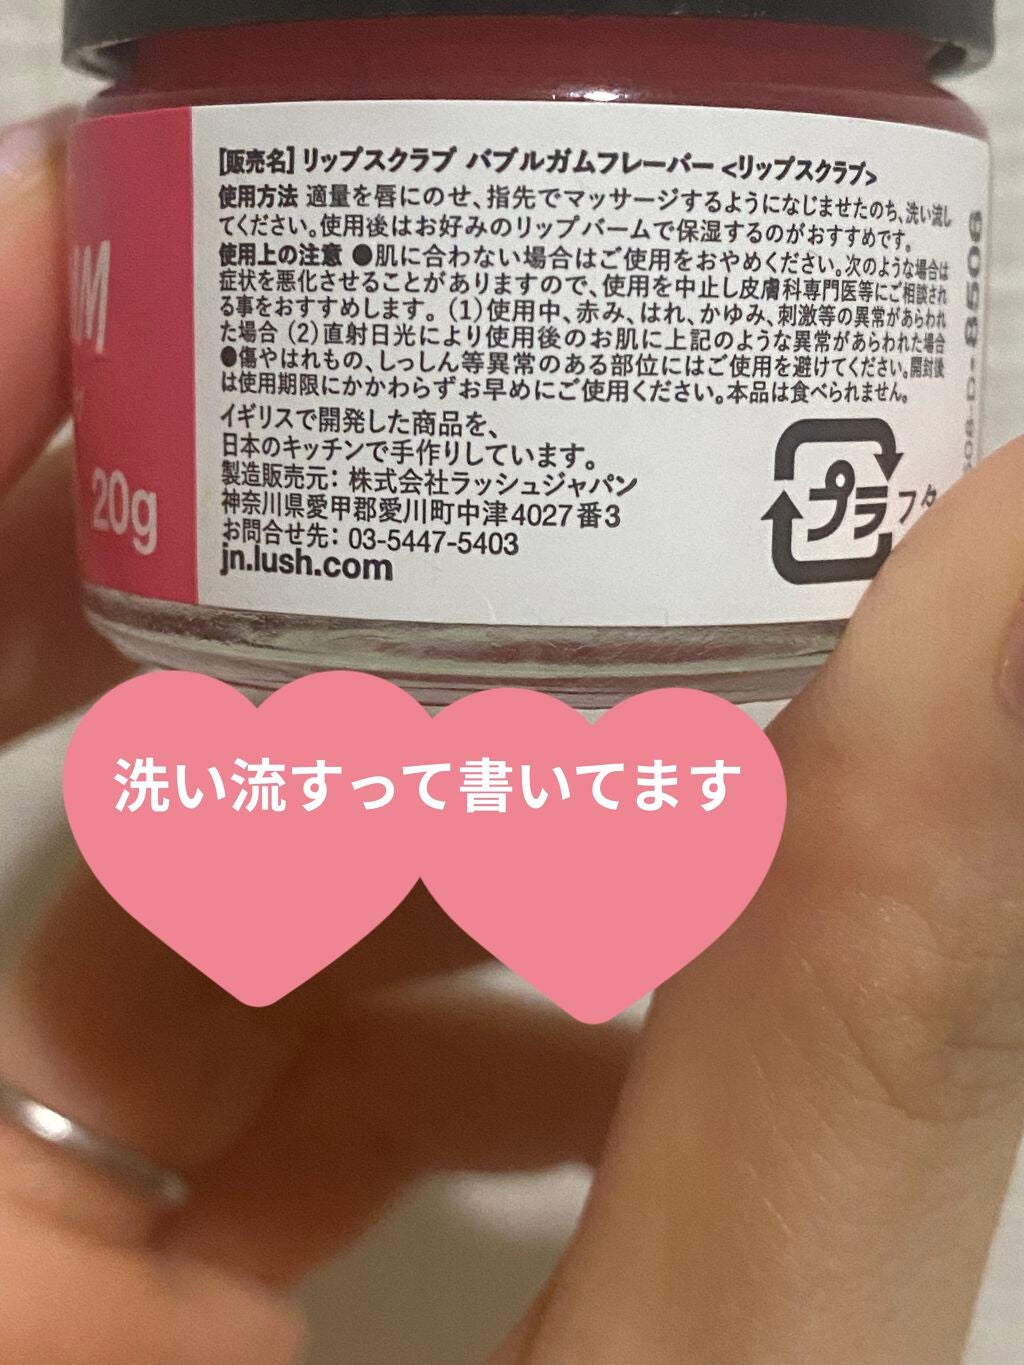 [販売名] リップスクラブ バブルガムフレーバー <リップスクラブ>
使用方法 適量を唇にのせ、指先でマッサージするようになじませたのち、洗い流し
てください。使用後はお好みのリップバームで保湿するのがおすすめです。
使用上の注意 ●肌に合わない場合はご使用をおやめください。次のような場合は
症状を悪化させることがありますので、使用を中止し皮膚科専門医等にご相談され
る事をおすすめします。(1)使用中、赤み、はれ、かゆみ、刺激等の異常があらわれ
た場合 (2)直射日光により使用後のお肌に上記のような異常があらわれた場合
●傷やはれもの、しっしん等異常のある部位にはご使用を避けてください。開封後
は使用期限にかかわらずお早めにご使用ください。本品は食べられません。
イギリスで開発した商品を、
日本のキッチンで手作りしています。
製造販売元: 株式会社ラッシュジャパン
神奈川県愛甲郡愛川町中津4027番3
お問合せ先: 03-5447-5403
jn.lush.com
20g
プラ
フタ
洗い流すって書いてます